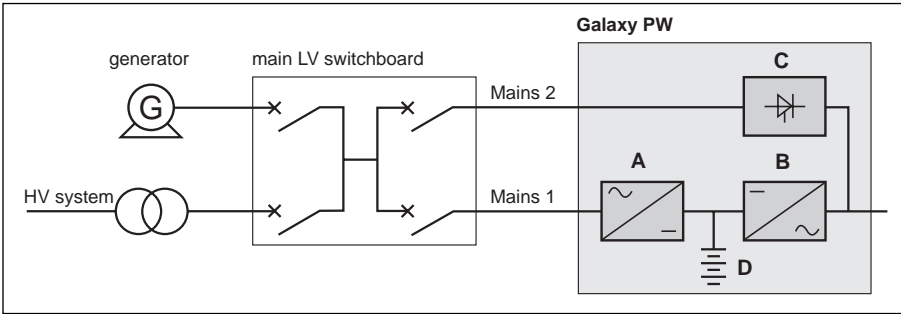 Galaxy PW
generator
main LV switchboard
C
G
Mains 2
A
B
HV system
Mains 1
D